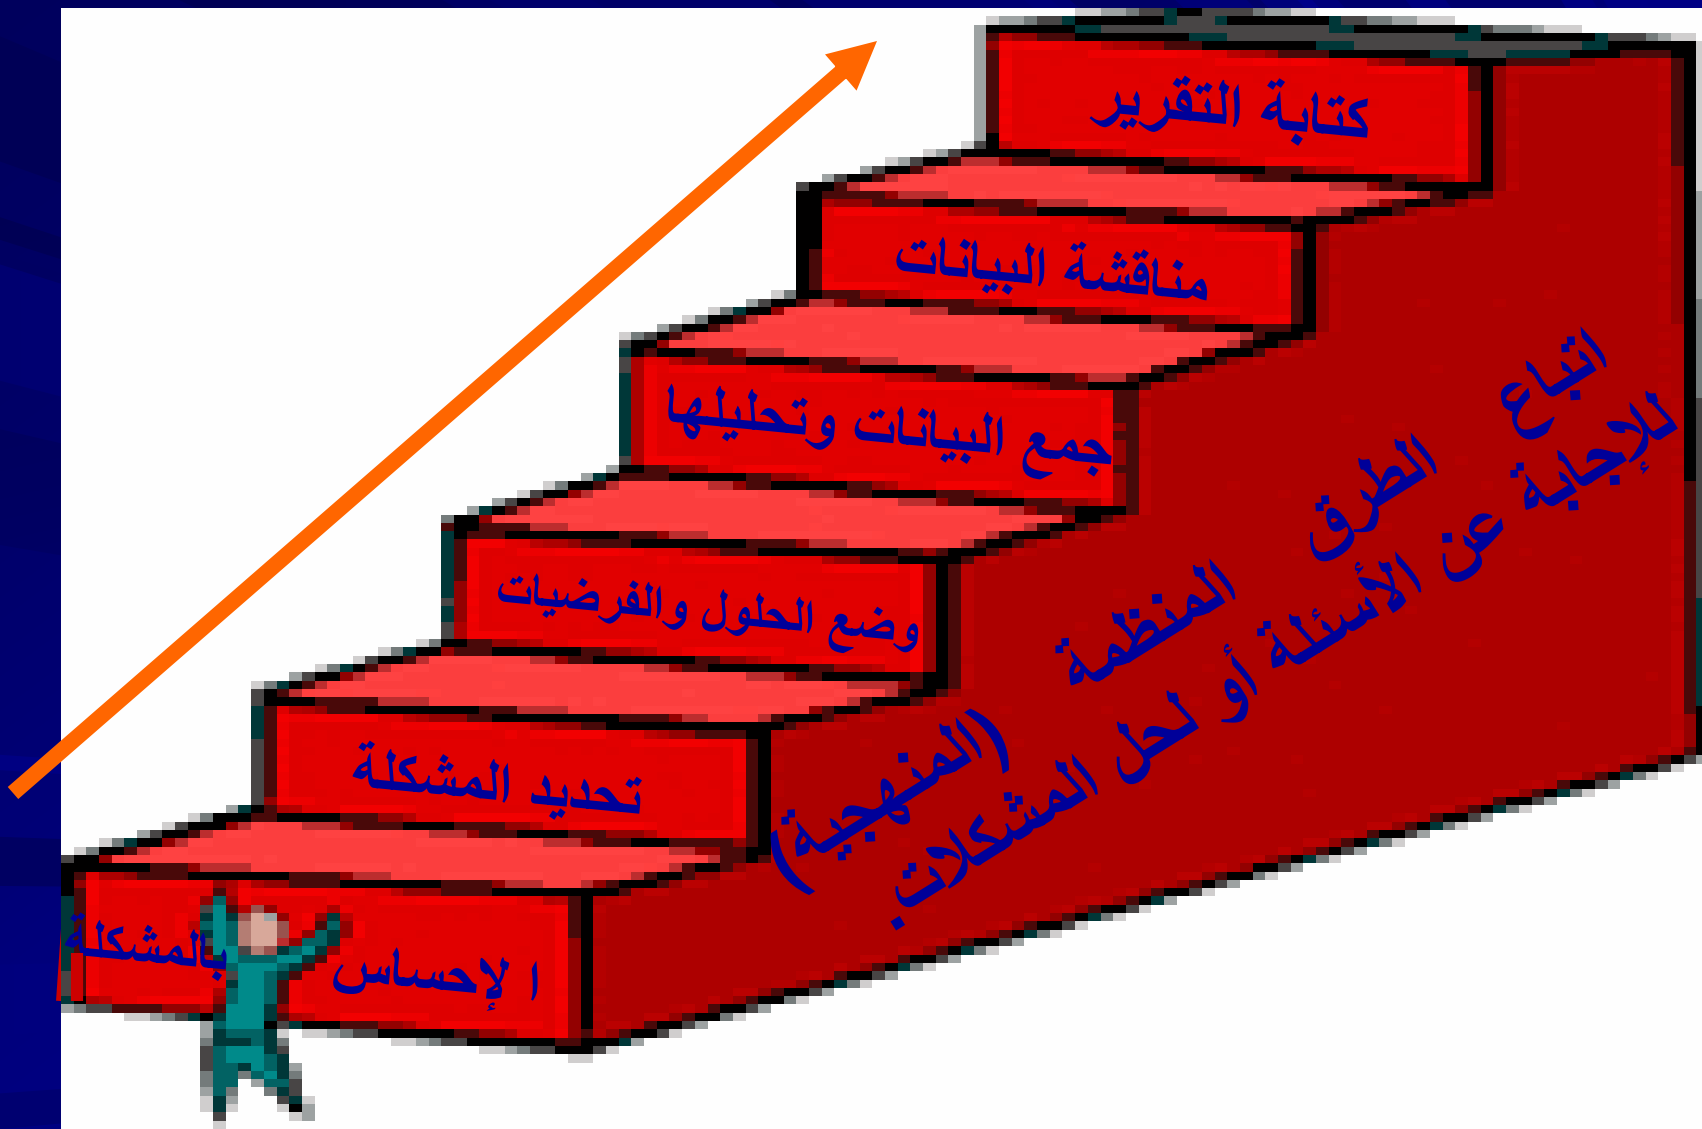 كتابة التقرير
مناقشة البيانات
جمع البيانات وتحليلها
وضع الحلول والفرضيات
تحديد المشكلة
ا لإحساس بالمشكلة
اتباع الطرق المنظمة (المنهجية)
للإجابة عن الأسئلة أو لحل المشكلات.